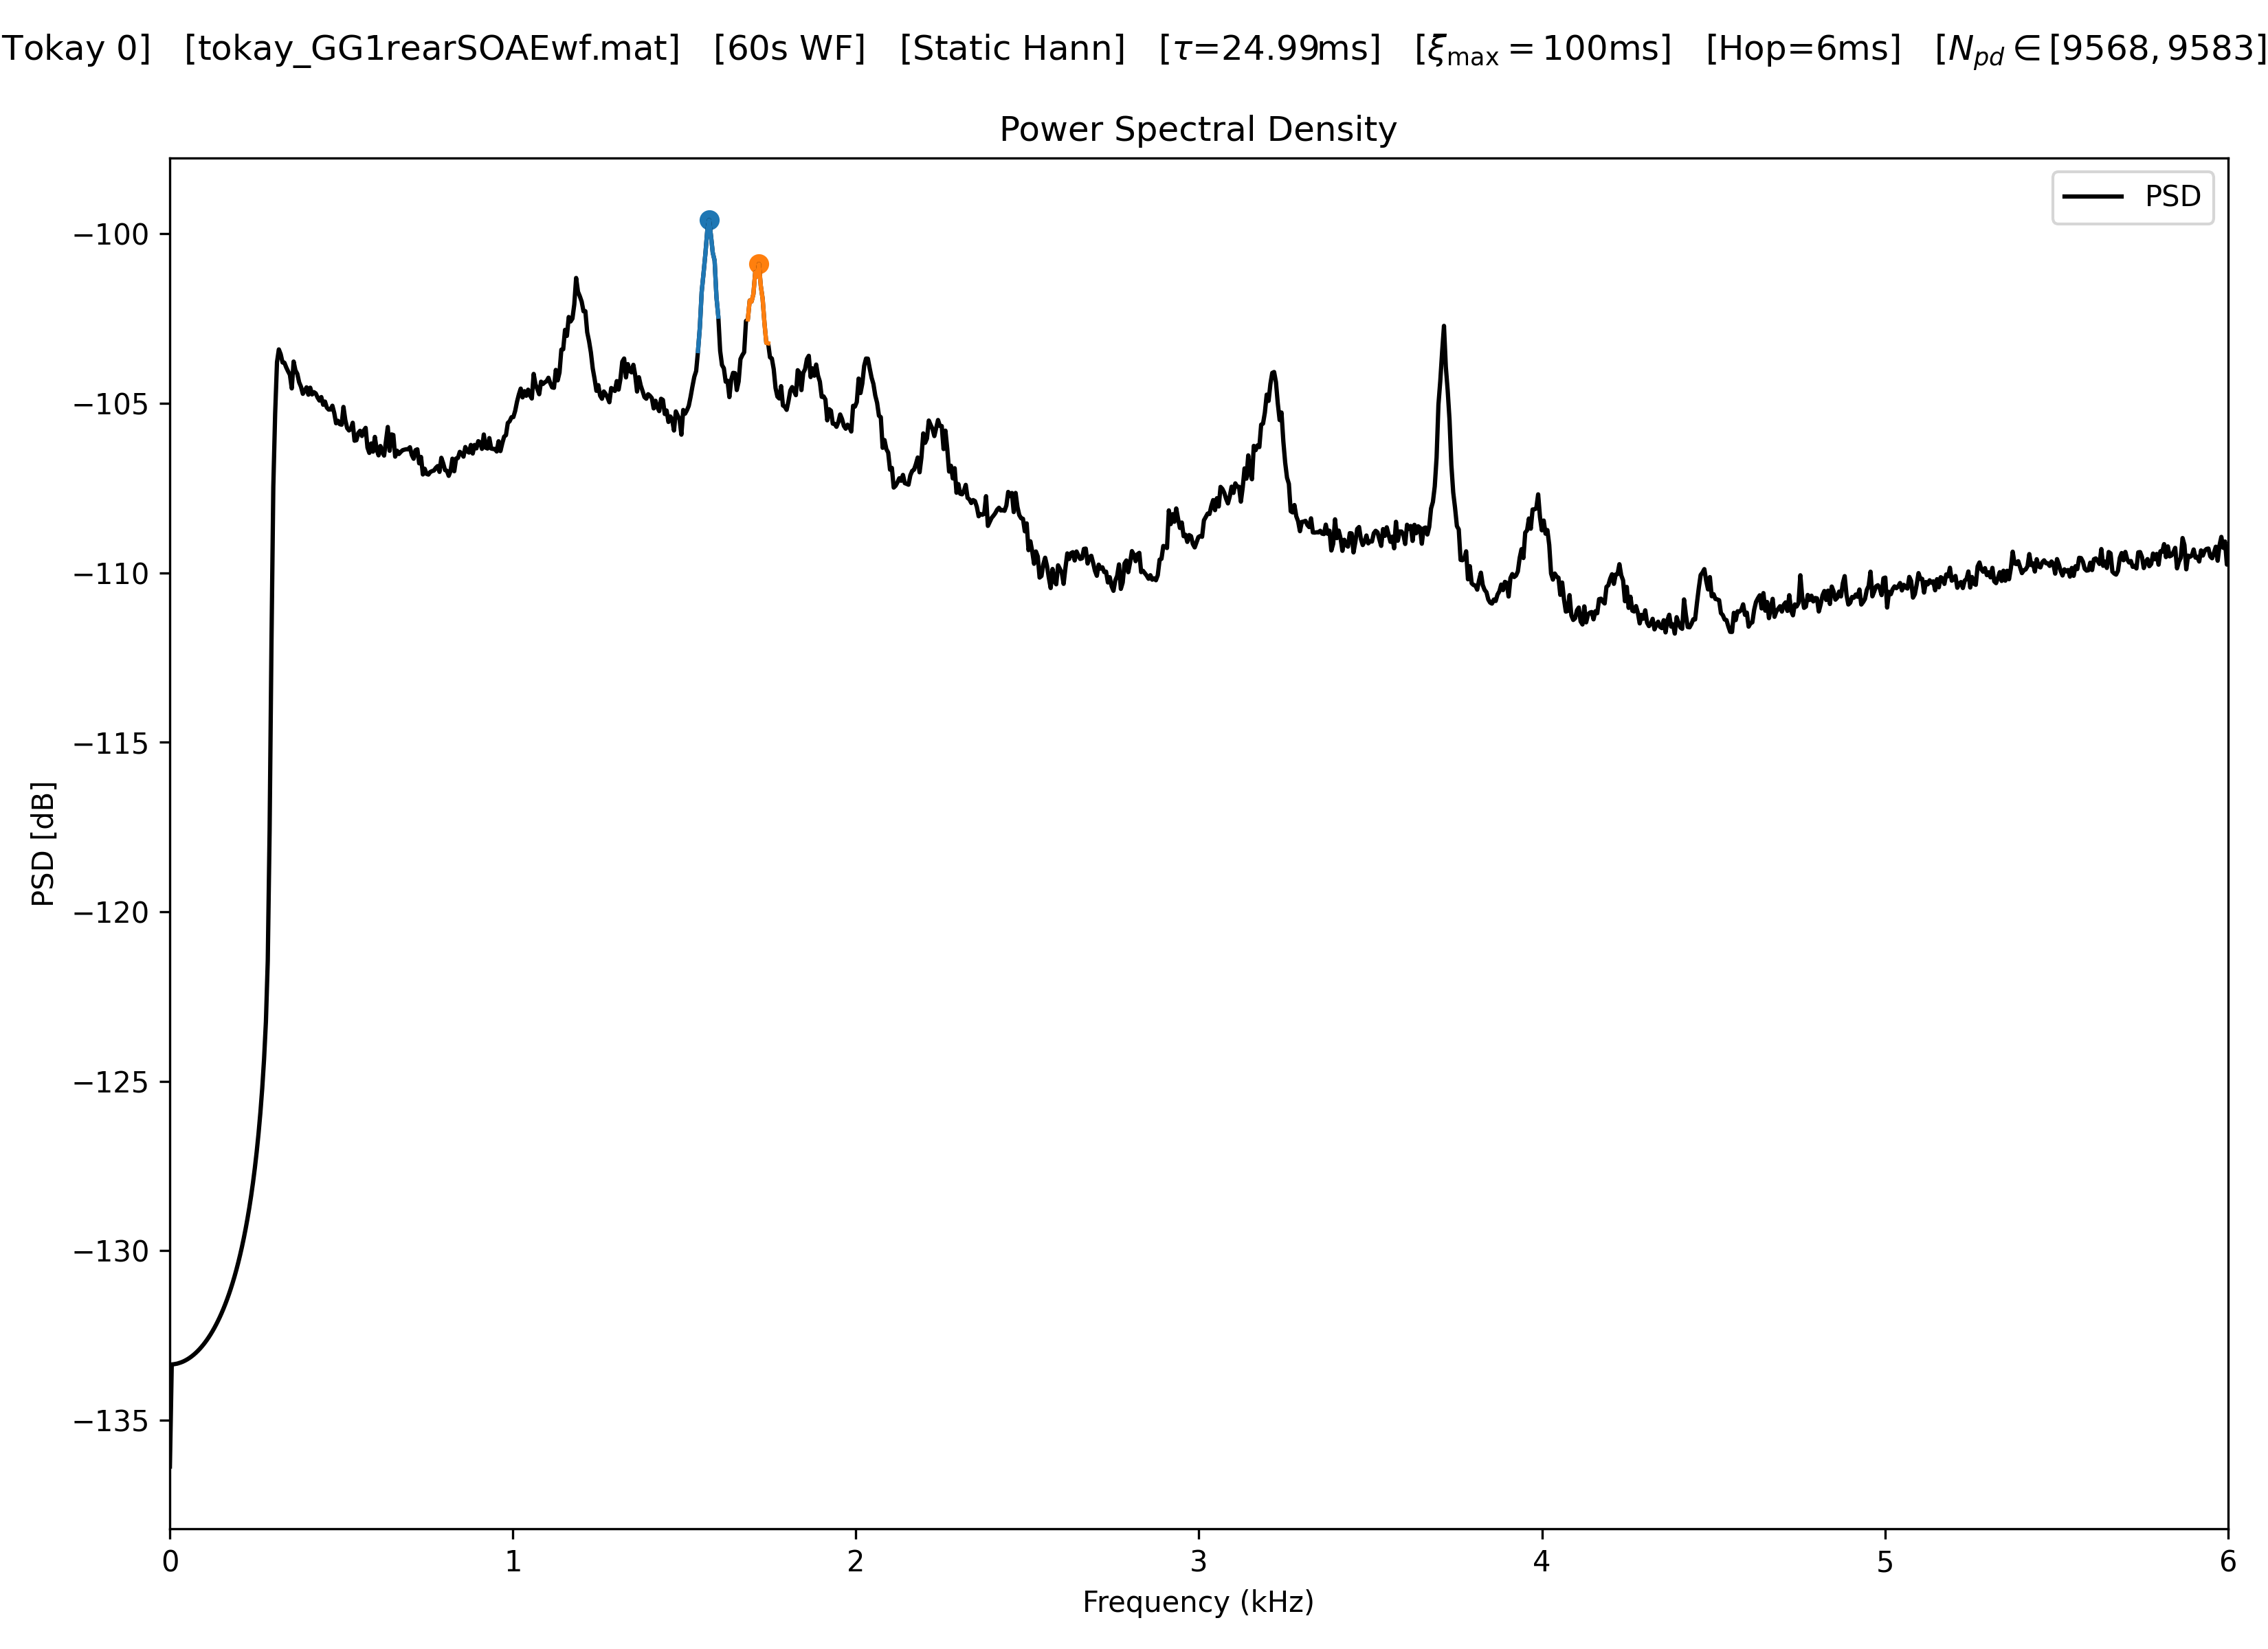 Tokay 0] [tokay_GG1rearSOAEwf.mat] [60s WF] [Static Hann] [τ=24.99ms] [ξmax = 100ms] [Hop=6ms] [Npd ∈ [9568, 9583]
Power Spectral Density
PSD
−100
−105
−110
−115
−120
−125
−130
−135
PSD [dB]
0 1 2 3 4 5 6
Frequency (kHz)